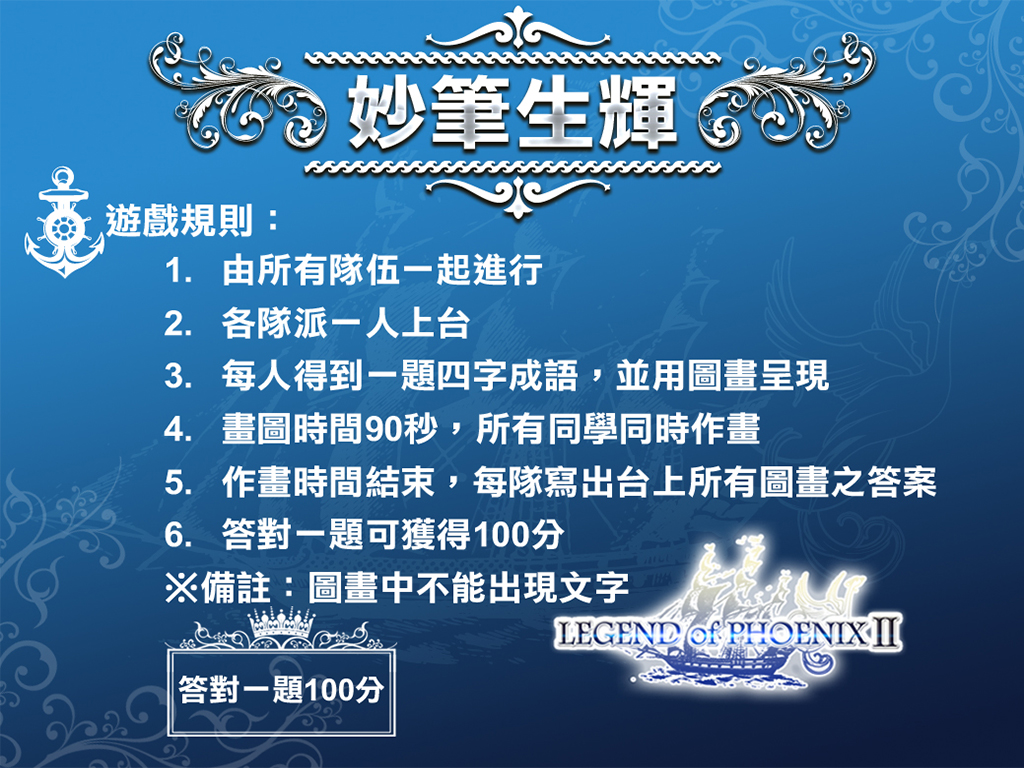 妙筆生輝
遊戲規則：
1. 由所有隊伍一起進行
2. 各隊派一人上台
3. 每人得到一題四字成語，並用圖畫呈現
4. 畫圖時間90秒，所有同學同時作畫
5. 作畫時間結束，每隊寫出台上所有圖畫之答案
6. 答對一題可獲得100分
※備註：圖畫中不能出現文字
LEGEND of PHOENIX II
答對一題100分